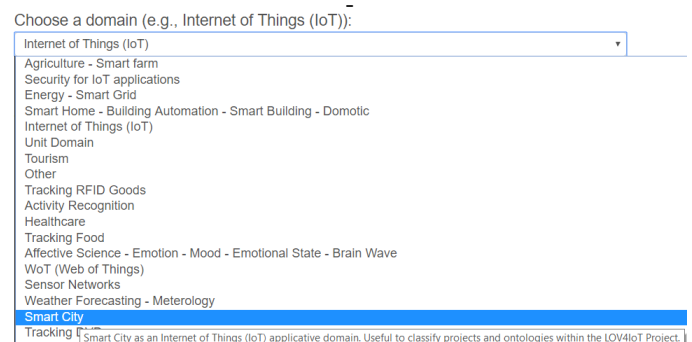 Choose a domain (e.g., Internet of Things (IoT)):
Internet of Things (IoT)
Agriculture - Smart farm
Security for IoT applications
Energy - Smart Grid
Smart Home - Building Automation - Smart Building - Domotic
Internet of Things (IoT)
Unit Domain
Tourism
Other
Tracking RFID Goods
Activity Recognition
Healthcare
Tracking Food
Affective Science - Emotion - Mood - Emotional State - Brain Wave
WoT (Web of Things)
Sensor Networks
Weather Forecasting - Meterology
Smart City
Tracking
Smart City as an Internet of Things (IoT) applicative domain. Useful to classify projects and ontologies within the LOV4IoT Project.